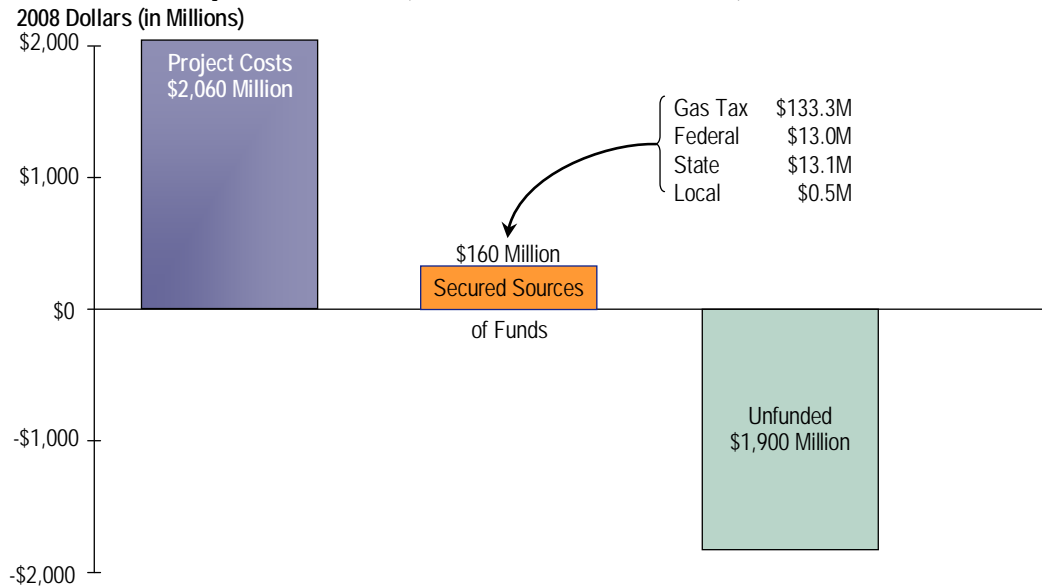 2008 Dollars (in Millions)
$2,000
Project Costs
$2,060 Million
Gas Tax $133.3M
Federal $13.0M
State $13.1M
Local $0.5M
$1,000
$160 Million
Secured Sources
of Funds
$0
Unfunded
$1,900 Million
-$1,000
-$2,000